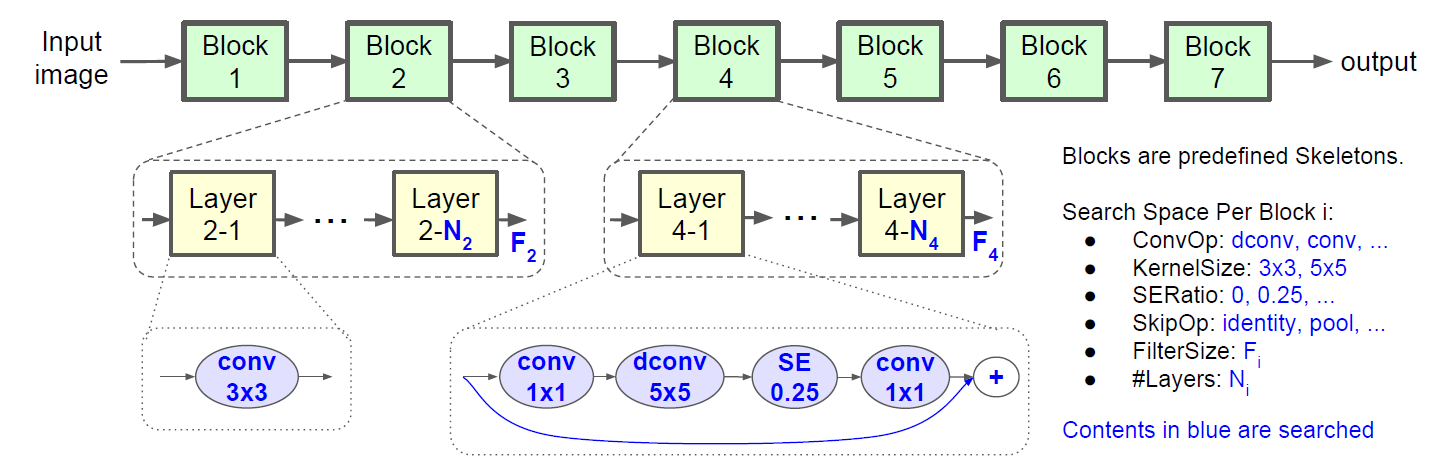 Input image
Block 1
Block 2
Block 3
Block 4
Block 5
Block 6
Block 7
output
Layer 2-1
...
Layer 2-N2
F2
Layer 4-1
...
Layer 4-N4
F4
conv 3x3
conv 1x1
dconv 5x5
SE 0.25
conv 1x1
+
Blocks are predefined Skeletons.
Search Space Per Block i:
● ConvOp: dconv, conv, ...
● KernelSize: 3x3, 5x5
● SERatio: 0, 0.25, ...
● SkipOp: identity, pool, ...
● FilterSize: Fi
● #Layers: Ni
Contents in blue are searched